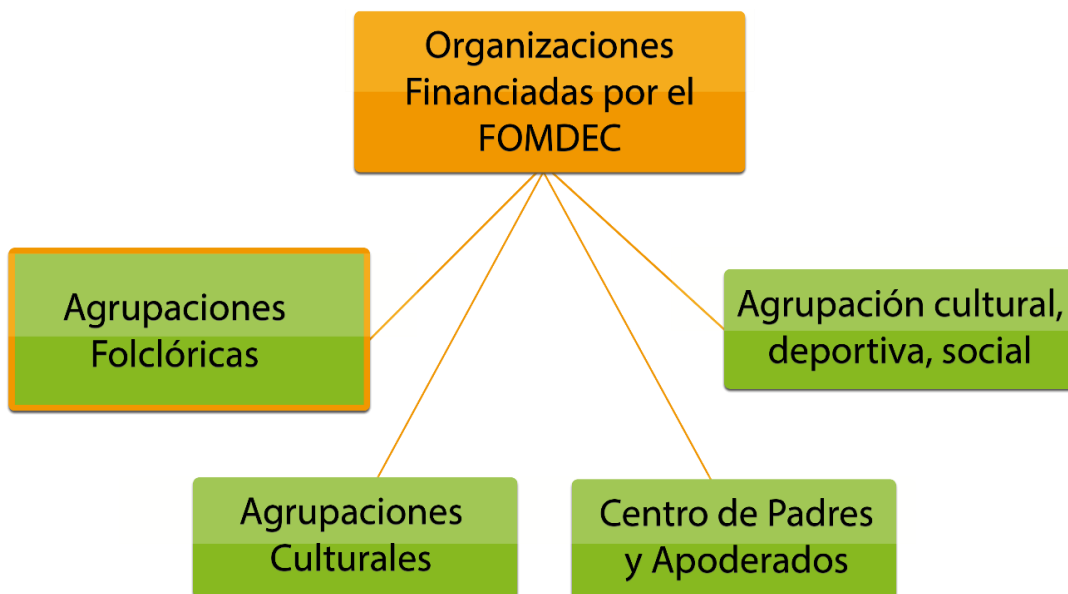 Organizaciones
Financiadas por el
FOMDEC
Agrupaciones
Folclóricas
Agrupación cultural,
deportiva, social
Agrupaciones
Culturales
Centro de Padres
y Apoderados